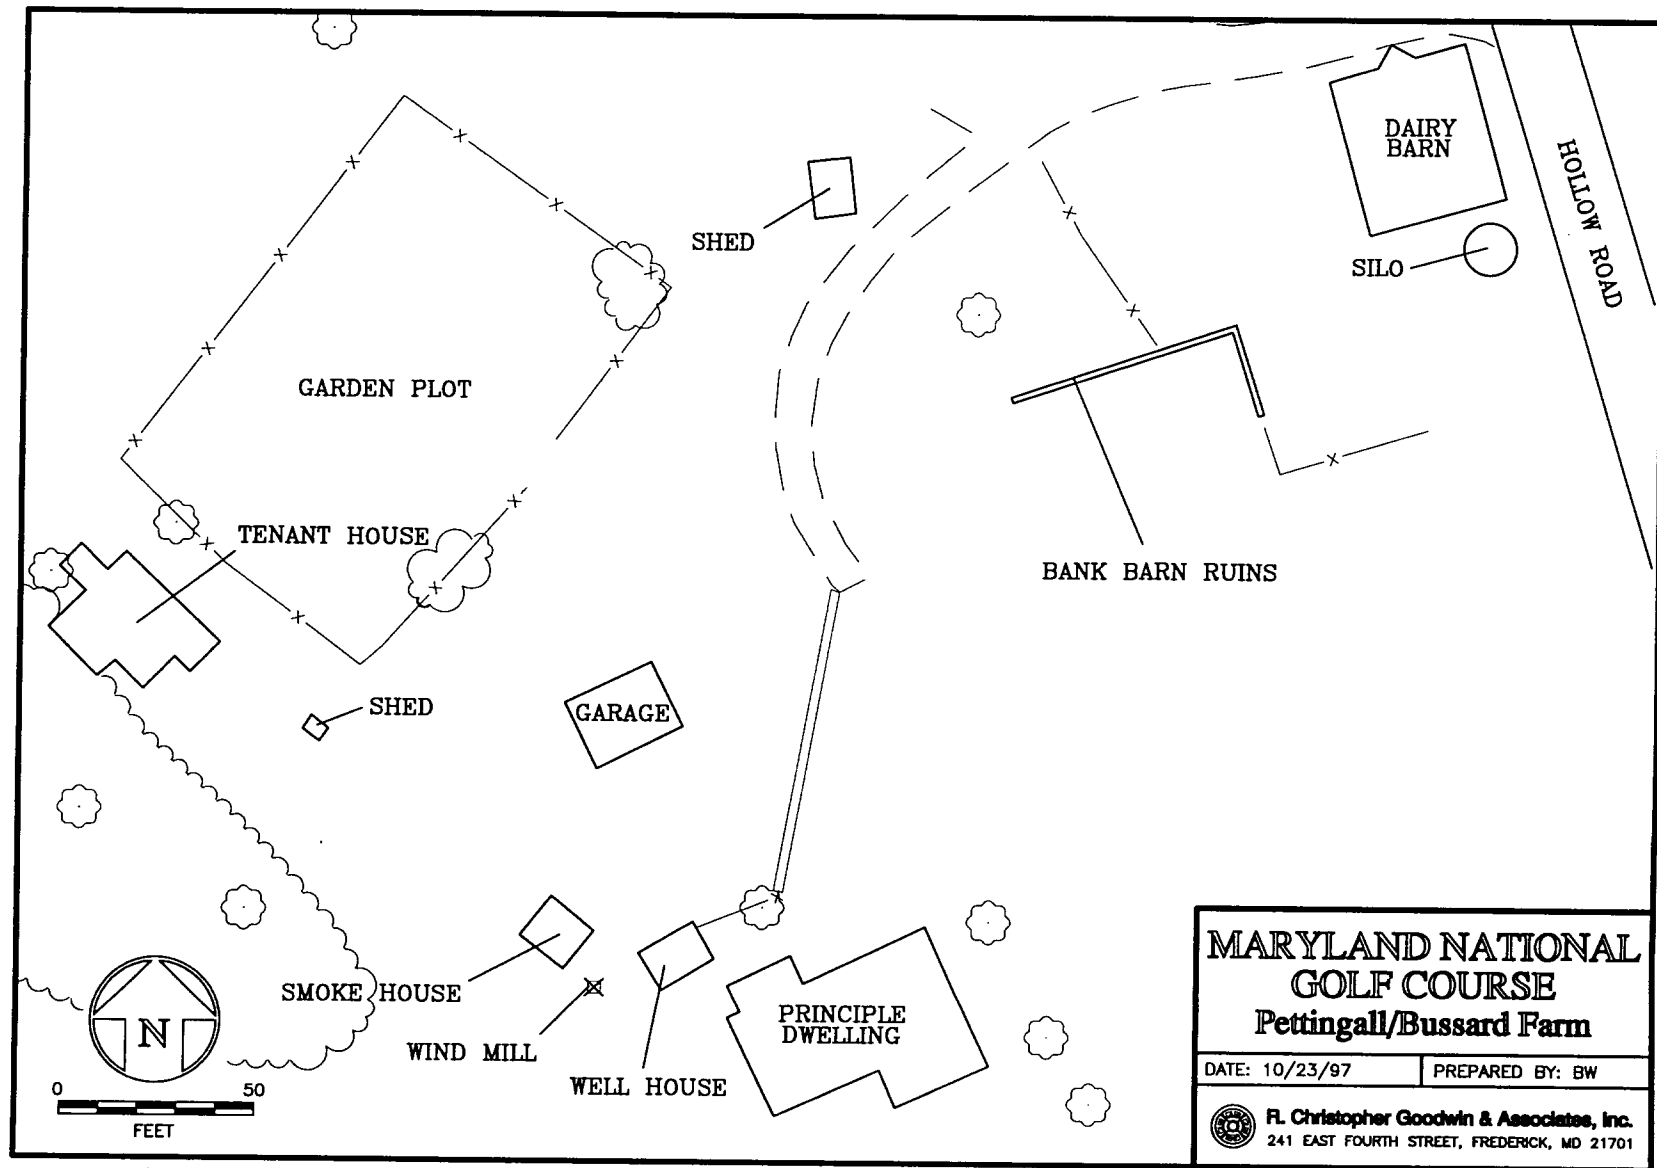 DAIRY
BARN
HOLLOW ROAD
SHED
SILO
GARDEN PLOT
TENANT HOUSE
BANK BARN RUINS
SHED
GARAGE
SMOKE HOUSE
WIND MILL
WELL HOUSE
PRINCIPLE
DWELLING
N
0 50
FEET
MARYLAND NATIONAL
GOLF COURSE
Pettingall/Bussard Farm
DATE: 10/23/97 PREPARED BY: BW
R. Christopher Goodwin & Associates, Inc.
241 EAST FOURTH STREET, FREDERICK, MD 21701